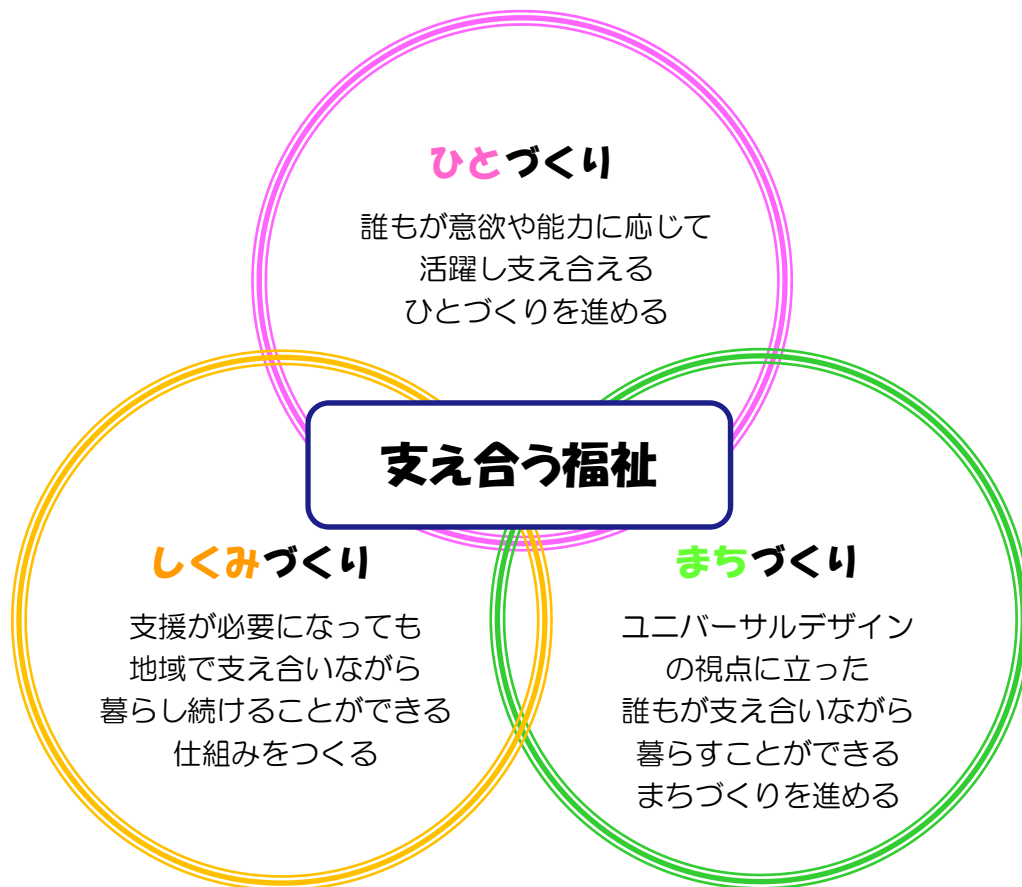 ひとづくり
誰もが意欲や能力に応じて
活躍し支え合える
ひとづくりを進める
支え合う福祉
しくみづくり
支援が必要になっても
地域で支え合いながら
暮らし続けることができる
仕組みをつくる
まちづくり
ユニバーサルデザイン
の視点に立った
誰もが支え合いながら
暮らすことができる
まちづくりを進める